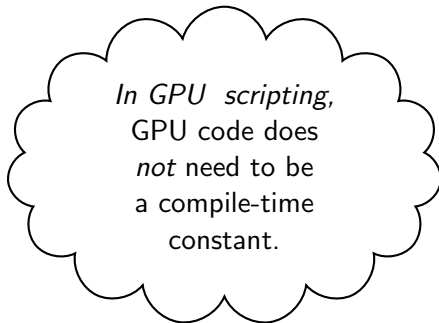 In GPU scripting,
GPU code does
not need to be
a compile-time
constant.